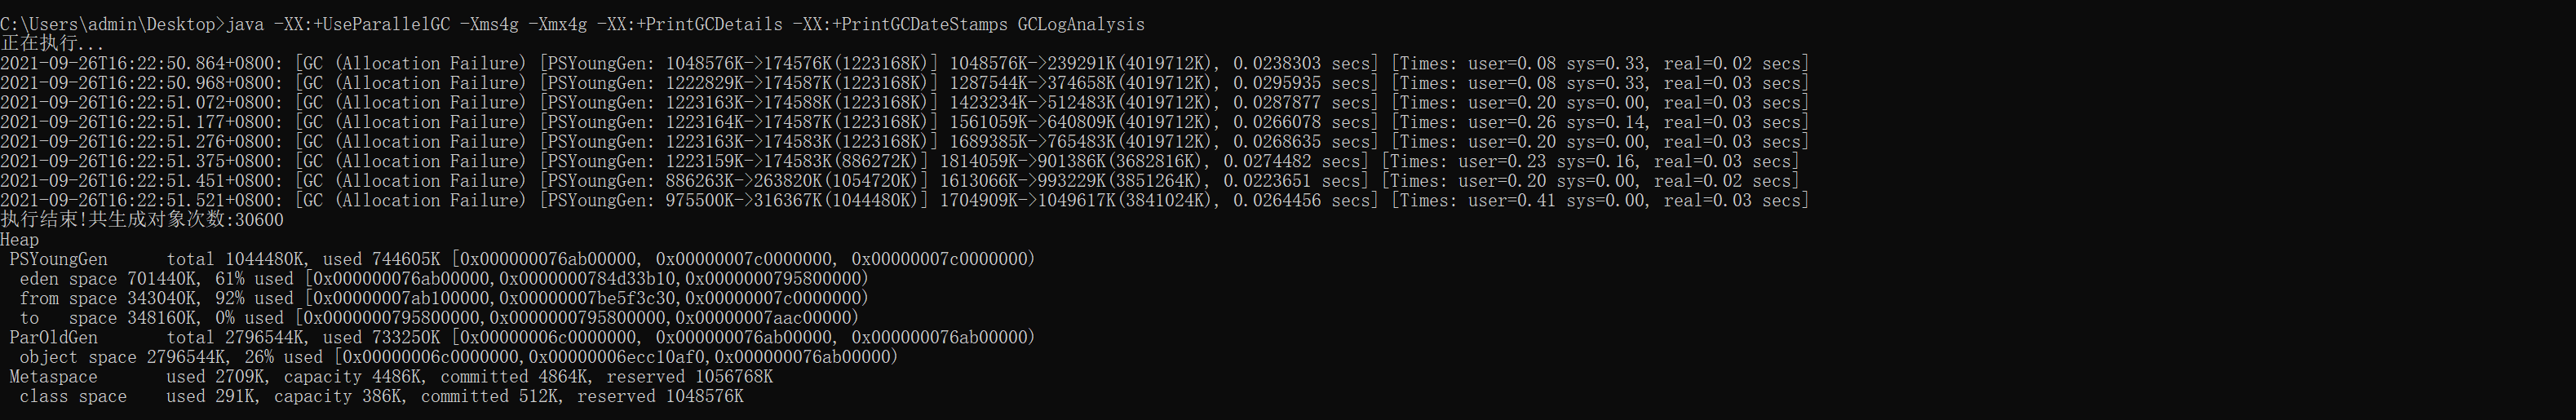 C:\Users\admin\Desktop>java -XX:+UseParallelGC -Xms4g -Xmx4g -XX:+PrintGCDetails -XX:+PrintGCDateStamps GCLogAnalysis
正在执行...
2021-09-26T16:22:50.864+0800: [GC (Allocation Failure) [PSYoungGen: 1048576K->174576K(1223168K)] 1048576K->239291K(4019712K), 0.0238303 secs] [Times: user=0.08 sys=0.33, real=0.02 secs]
2021-09-26T16:22:50.968+0800: [GC (Allocation Failure) [PSYoungGen: 1222829K->174587K(1223168K)] 1287544K->374658K(4019712K), 0.0295935 secs] [Times: user=0.08 sys=0.33, real=0.03 secs]
2021-09-26T16:22:51.072+0800: [GC (Allocation Failure) [PSYoungGen: 1223163K->174588K(1223168K)] 1423234K->512483K(4019712K), 0.0287877 secs] [Times: user=0.20 sys=0.00, real=0.03 secs]
2021-09-26T16:22:51.177+0800: [GC (Allocation Failure) [PSYoungGen: 1223164K->174587K(1223168K)] 1561059K->640809K(4019712K), 0.0266078 secs] [Times: user=0.26 sys=0.14, real=0.03 secs]
2021-09-26T16:22:51.276+0800: [GC (Allocation Failure) [PSYoungGen: 1223163K->174583K(1223168K)] 1689385K->765483K(4019712K), 0.0268635 secs] [Times: user=0.20 sys=0.00, real=0.03 secs]
2021-09-26T16:22:51.375+0800: [GC (Allocation Failure) [PSYoungGen: 1223159K->174583K(886272K)] 1814059K->901386K(3682816K), 0.0274482 secs] [Times: user=0.23 sys=0.16, real=0.03 secs]
2021-09-26T16:22:51.451+0800: [GC (Allocation Failure) [PSYoungGen: 886263K->263820K(1054720K)] 1613066K->993229K(3851264K), 0.0223651 secs] [Times: user=0.20 sys=0.00, real=0.02 secs]
2021-09-26T16:22:51.521+0800: [GC (Allocation Failure) [PSYoungGen: 975500K->316367K(1044480K)] 1704909K->1049617K(3841024K), 0.0264456 secs] [Times: user=0.41 sys=0.00, real=0.03 secs]
执行结束!共生成对象次数:30600
Heap
 PSYoungGen      total 1044480K, used 744605K [0x000000076ab00000, 0x00000007c0000000, 0x00000007c0000000)
  eden space 701440K, 61% used [0x000000076ab00000,0x0000000784d33b10,0x0000000795800000)
  from space 343040K, 92% used [0x00000007ab100000,0x00000007be5f3c30,0x00000007c0000000)
  to   space 348160K, 0% used [0x0000000795800000,0x0000000795800000,0x00000007aac00000)
 ParOldGen       total 2796544K, used 733250K [0x00000006c0000000, 0x000000076ab00000, 0x000000076ab00000)
  object space 2796544K, 26% used [0x00000006c0000000,0x00000006ecc10af0,0x000000076ab00000)
 Metaspace       used 2709K, capacity 4486K, committed 4864K, reserved 1056768K
  class space    used 291K, capacity 386K, committed 512K, reserved 1048576K